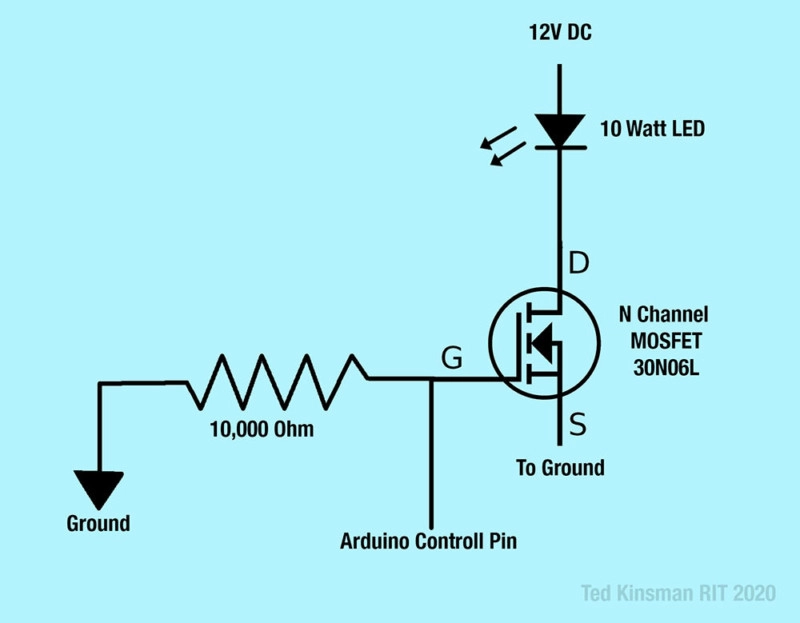 12V DC
10 Watt LED
D
N Channel
MOSFET
30N06L
G
S
10,000 Ohm
To Ground
Ground
Arduino Controll Pin
Ted Kinsman RIT 2020